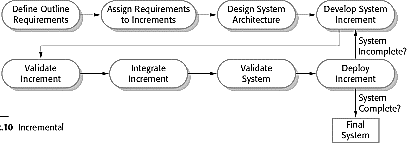 Define Outline
Requirements
Assign Requirements
to Increments
Design System
Architecture
Develop System
Increment
System
Incomplete?
Validate
Increment
Integrate
Increment
Validate
System
Deploy
Increment
System
Complete?
Final
System
.10 Incremental